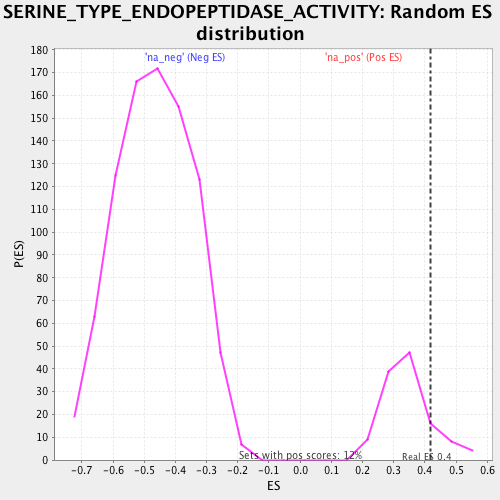 SERINE_TYPE_ENDOPEPTIDASE_ACTIVITY: Random ES
distribution
'na_neg' (Neg ES)
'na_pos' (Pos ES)
P(ES)
180
170
160
150
140
130
120
110
100
90
80
70
60
50
40
30
20
10
0
Sets with pos scores: 12%
Real ES 0.4
-0.7 -0.6 -0.5 -0.4 -0.3 -0.2 -0.1 0.0 0.1 0.2 0.3 0.4 0.5 0.6
ES